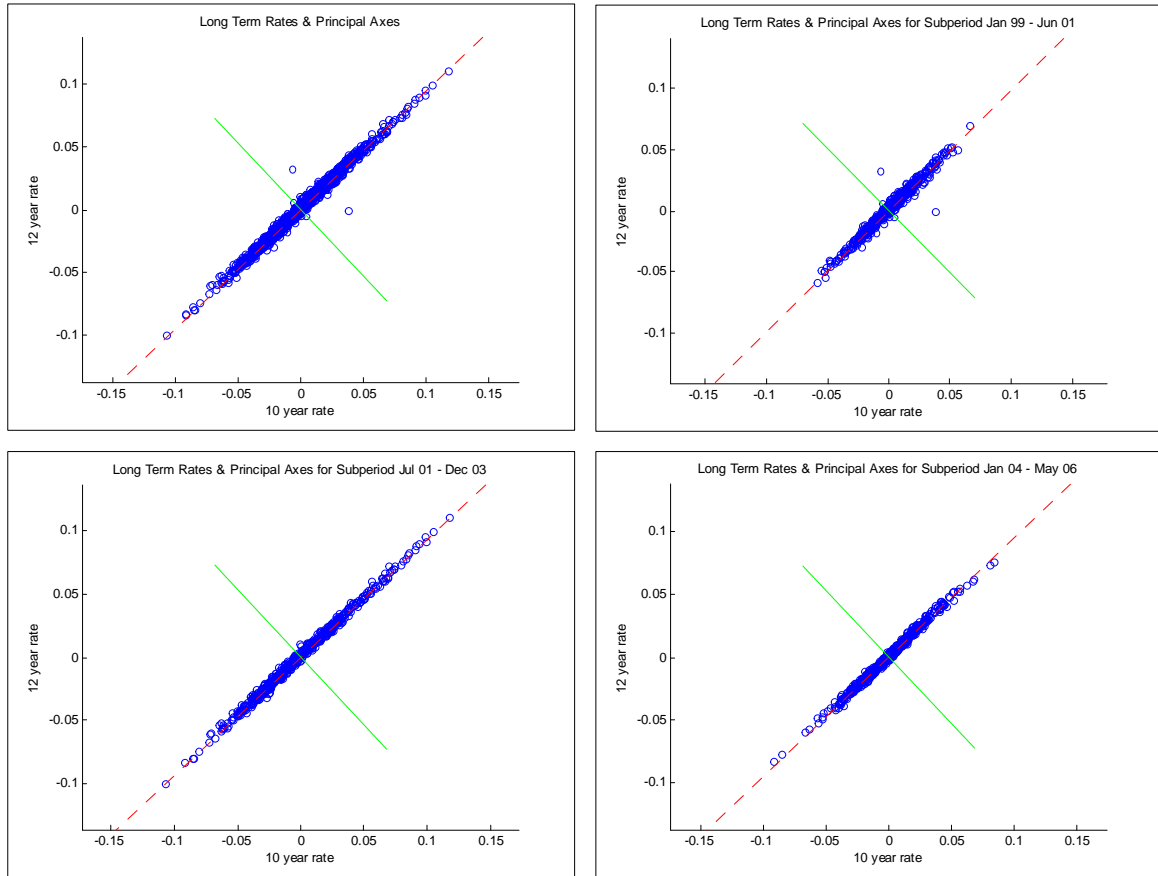 Long Term Rates & Principal Axes
0.1
0.05
0
-0.05
-0.1
12 year rate
-0.15 -0.1 -0.05 0 0.05 0.1 0.15
10 year rate
Long Term Rates & Principal Axes for Subperiod Jan 99 - Jun 01
0.1
0.05
0
-0.05
-0.1
12 year rate
-0.15 -0.1 -0.05 0 0.05 0.1 0.15
10 year rate
Long Term Rates & Principal Axes for Subperiod Jul 01 - Dec 03
0.1
0.05
0
-0.05
-0.1
12 year rate
-0.15 -0.1 -0.05 0 0.05 0.1 0.15
10 year rate
Long Term Rates & Principal Axes for Subperiod Jan 04 - May 06
0.1
0.05
0
-0.05
-0.1
12 year rate
-0.15 -0.1 -0.05 0 0.05 0.1 0.15
10 year rate